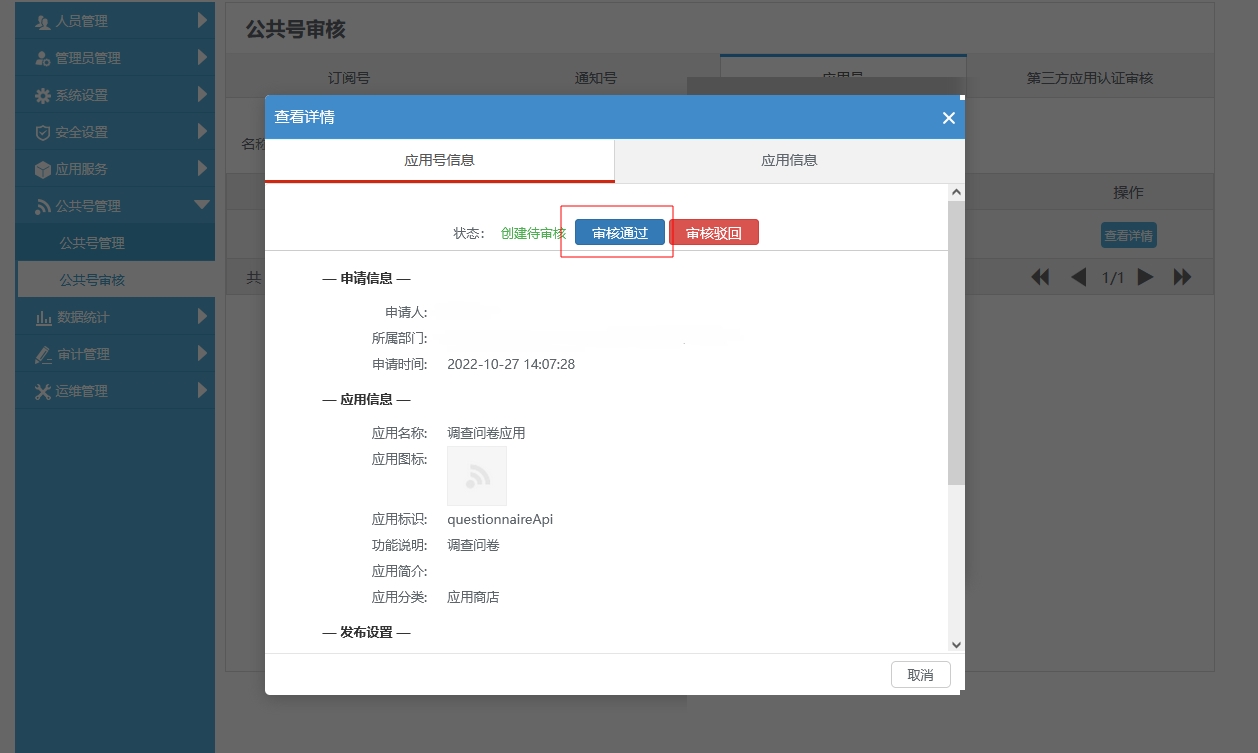 人员管理
管理员管理
系统设置
安全设置
应用服务
公共号管理
公共号管理
公共号审核
数据统计
审计管理
运维管理
公共号审核
订阅号
通知号
应用号
第三方应用认证审核
名称
操作
查看详情
共
1/1
查看详情
应用号信息
应用信息
状态: 创建待审核 审核通过 审核驳回
— 申请信息 —
申请人:
所属部门:
申请时间: 2022-10-27 14:07:28
— 应用信息 —
应用名称: 调查问卷应用
应用图标:
应用标识: questionnaireApi
功能说明: 调查问卷
应用简介:
应用分类: 应用商店
— 发布设置 —
取消